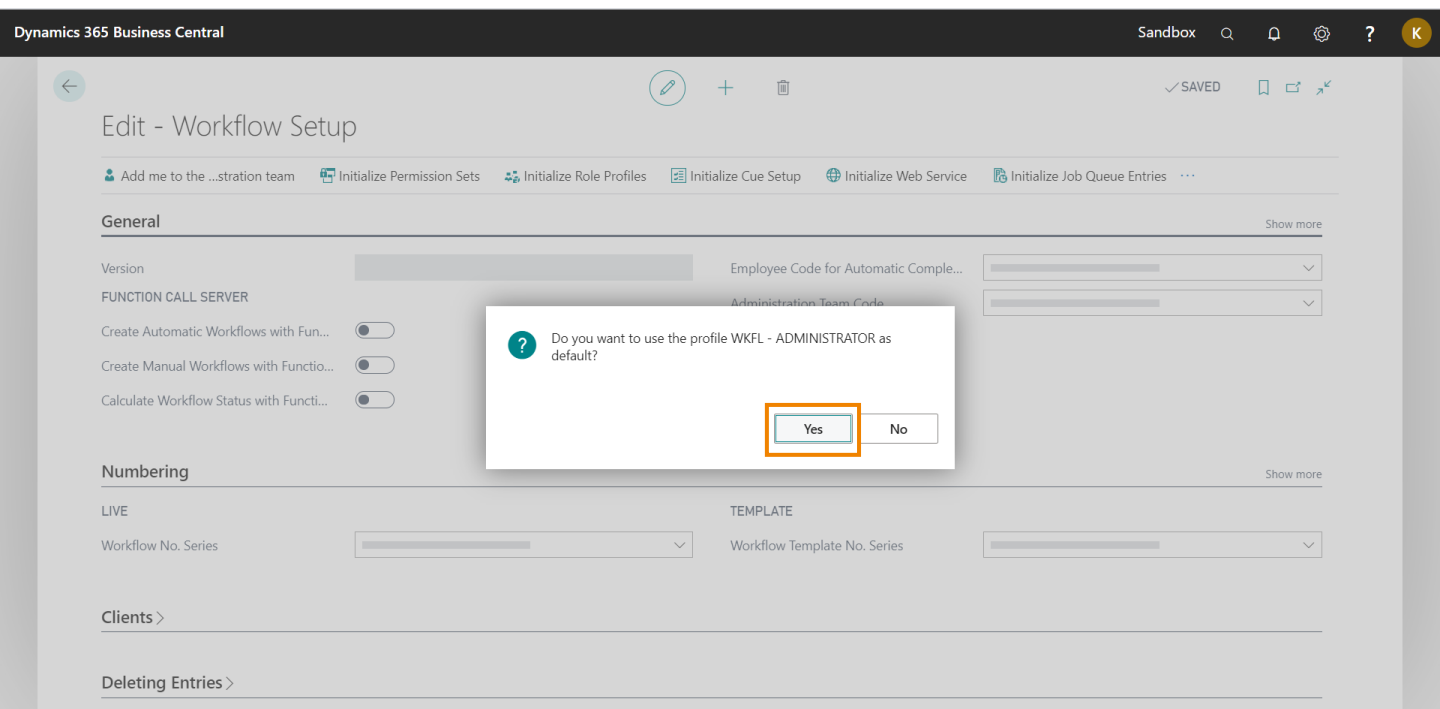 Dynamics 365 Business Central
Sandbox
?
K
SAVED
Edit - Workflow Setup
Add me to the ...stration team
Initialize Permission Sets
Initialize Role Profiles
Initialize Cue Setup
Initialize Web Service
Initialize Job Queue Entries
...
General
Show more
Version
Employee Code for Automatic Comple...
FUNCTION CALL SERVER
Administration Team Code
Create Automatic Workflows with Fun...
Create Manual Workflows with Functio...
Calculate Workflow Status with Functi...
?
Do you want to use the profile WKFL - ADMINISTRATOR as
default?
Yes
No
Numbering
Show more
LIVE
TEMPLATE
Workflow No. Series
Workflow Template No. Series
Clients
Deleting Entries